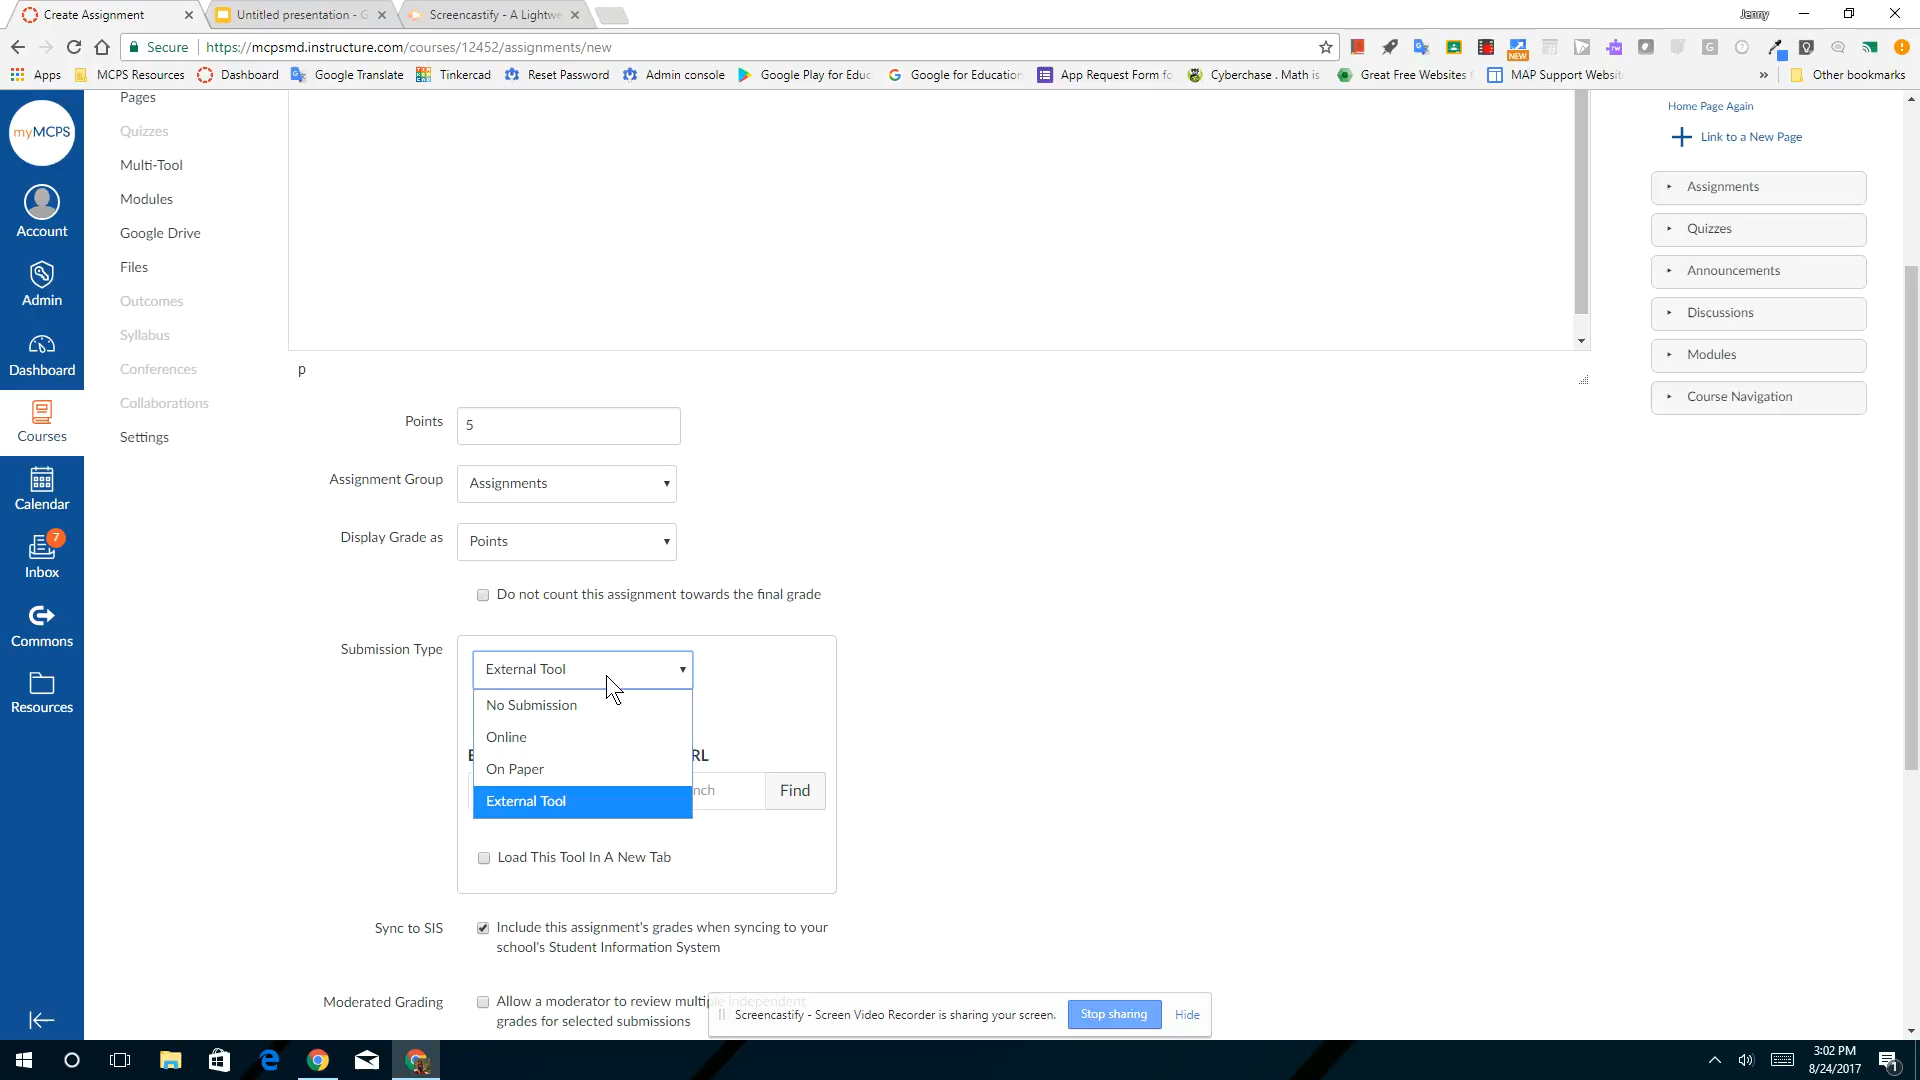 Create Assignment
Untitled presentation - G
Screencastify - A Lightwe
Jenny
Secure
https://mcpsmd.instructure.com/courses/12452/assignments/new
NEW
Apps
MCPS Resources
Dashboard
Google Translate
Tinkercad
Reset Password
Admin console
Google Play for Educ
Google for Education
App Request Form fo
Cyberchase . Math is
Great Free Websites
MAP Support Websit
»
Other bookmarks
myMCPS
Account
Admin
Dashboard
Courses
Calendar
7
Inbox
Commons
Resources
Pages
Quizzes
Multi-Tool
Modules
Google Drive
Files
Outcomes
Syllabus
Conferences
Collaborations
Settings
p
Points
5
Assignment Group
Assignments
Display Grade as
Points
Do not count this assignment towards the final grade
Submission Type
External Tool
No Submission
Online
On Paper
External Tool
RL
nch
Find
Load This Tool In A New Tab
Sync to SIS
Include this assignment's grades when syncing to your
school's Student Information System
Moderated Grading
Allow a moderator to review multiple independent
grades for selected submissions
Screencastify - Screen Video Recorder is sharing your screen.
Stop sharing
Hide
Home Page Again
Link to a New Page
Assignments
Quizzes
Announcements
Discussions
Modules
Course Navigation
3:02 PM
8/24/2017
1